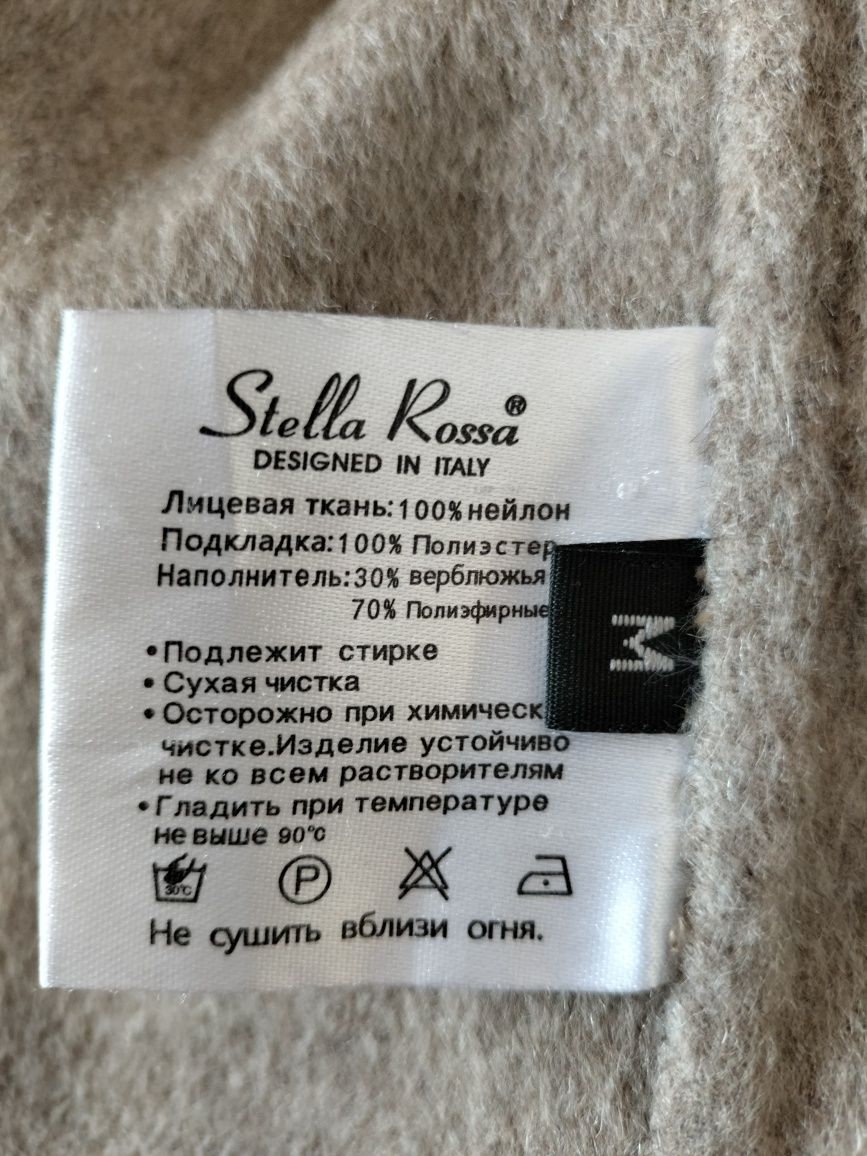 Stella Rossa®
DESIGNED IN ITALY
Лицевая ткань:100%нейлон
Подкладка:100% Полиэстер
Наполнитель:30% верблюжья
70% Полиэфирные
M
•Подлежит стирке
•Сухая чистка
•Осторожно при химическ
чистке.Изделие устойчиво
не ко всем растворителям
•Гладить при температуре
не выше 90°C
30°C
P
Не сушить вблизи огня.